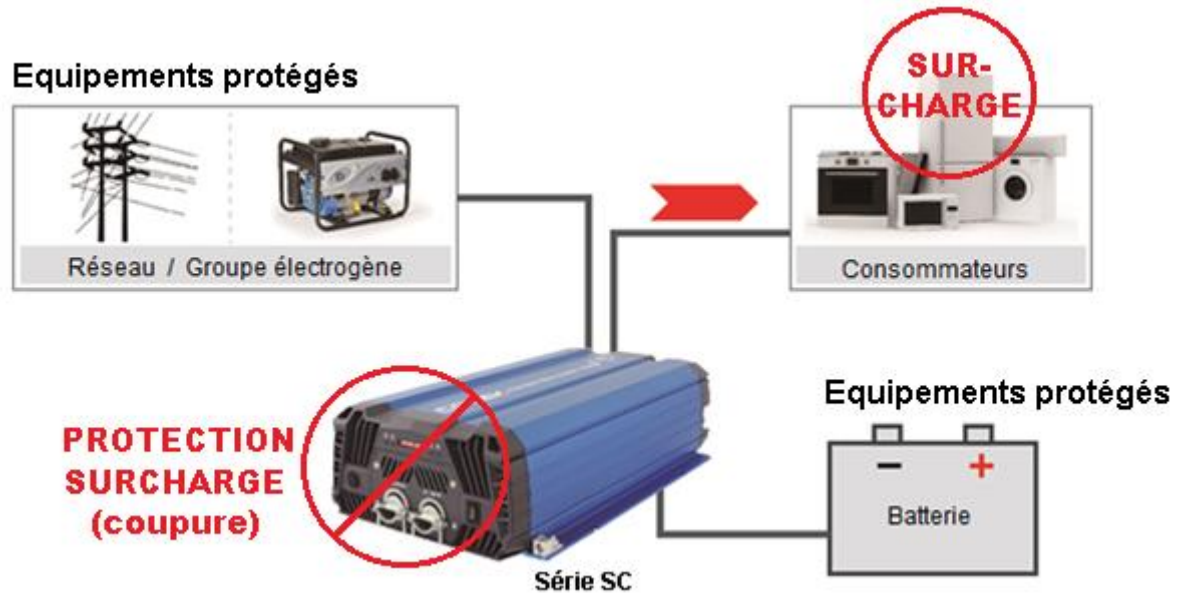 Equipements protégés
SUR-
CHARGE
Réseau / Groupe électrogène
Consommateurs
Equipements protégés
PROTECTION
SURCHARGE
(coupure)
- +
Batterie
Série SC